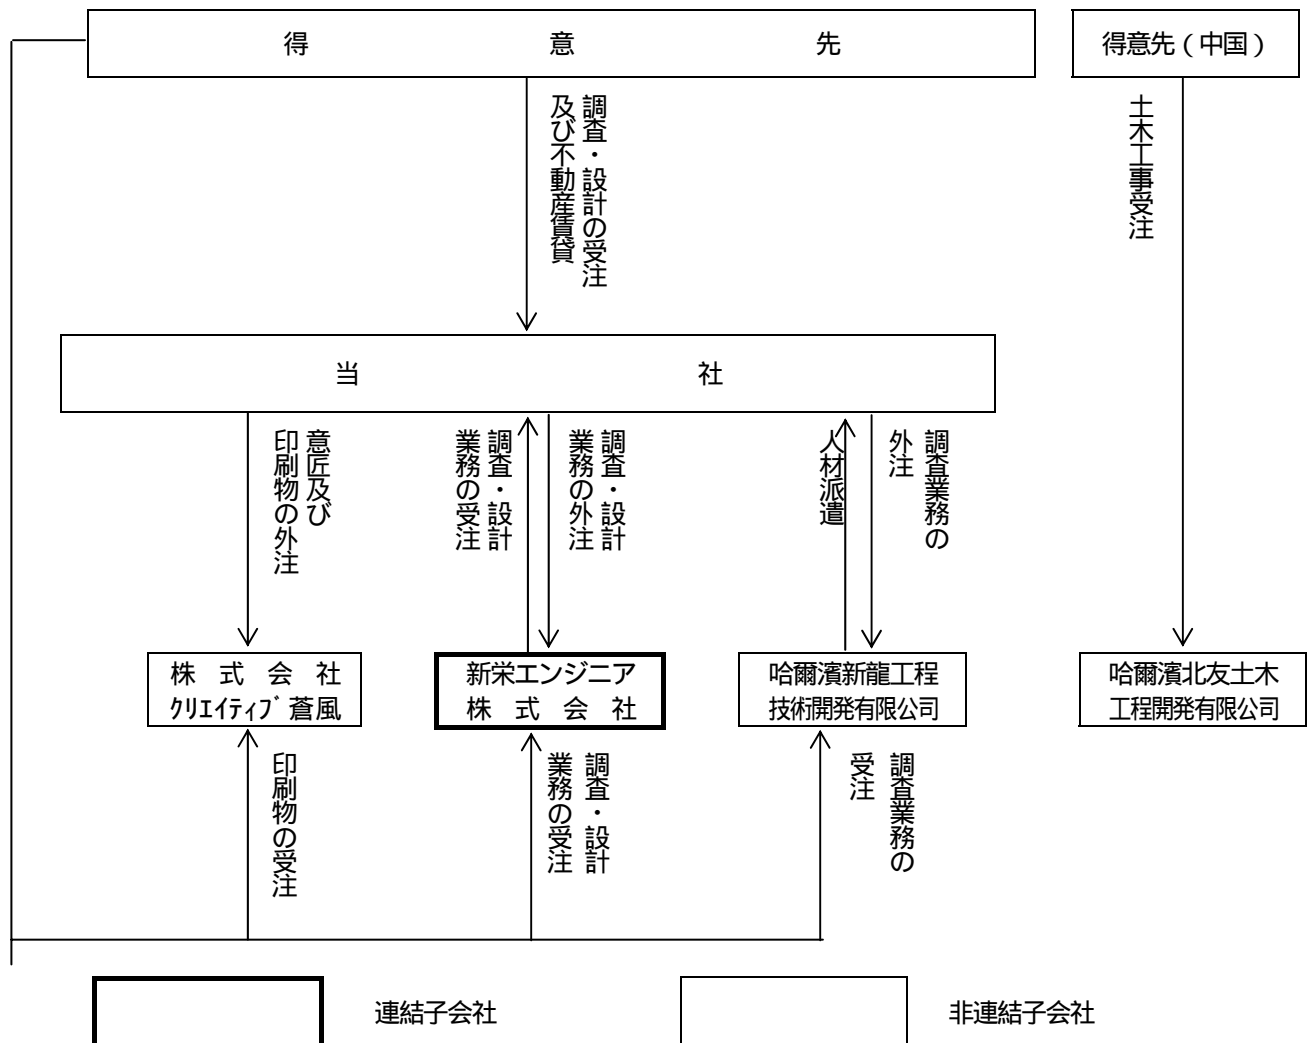 得意先
得意先（中国）
調査・設計の受注
及び不動産賃貸
土木工事受注
当社
意匠及び
印刷物の外注
調査・設計
業務の受注
調査・設計
業務の外注
人材派遣
調査業務の
外注
株式会社
ｸﾘｴｲﾃｨﾌﾞ蒼風
新栄エンジニア
株式会社
哈爾濱新龍工程
技術開発有限公司
哈爾濱北友土木
工程開発有限公司
印刷物の受注
調査・設計
業務の受注
調査業務の
受注
連結子会社
非連結子会社